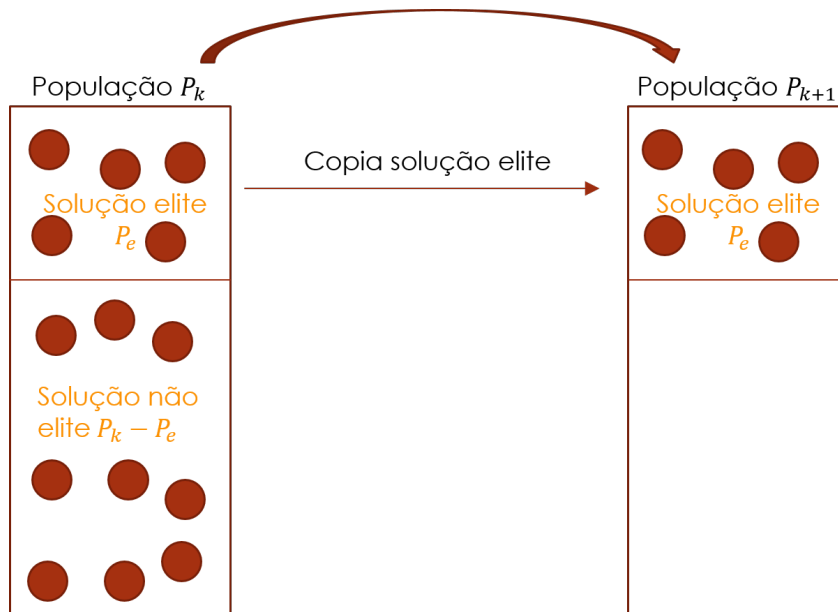 População P_k
População P_{k+1}
Copia solução elite
Solução elite
P_e
Solução elite
P_e
Solução não
elite P_k − P_e